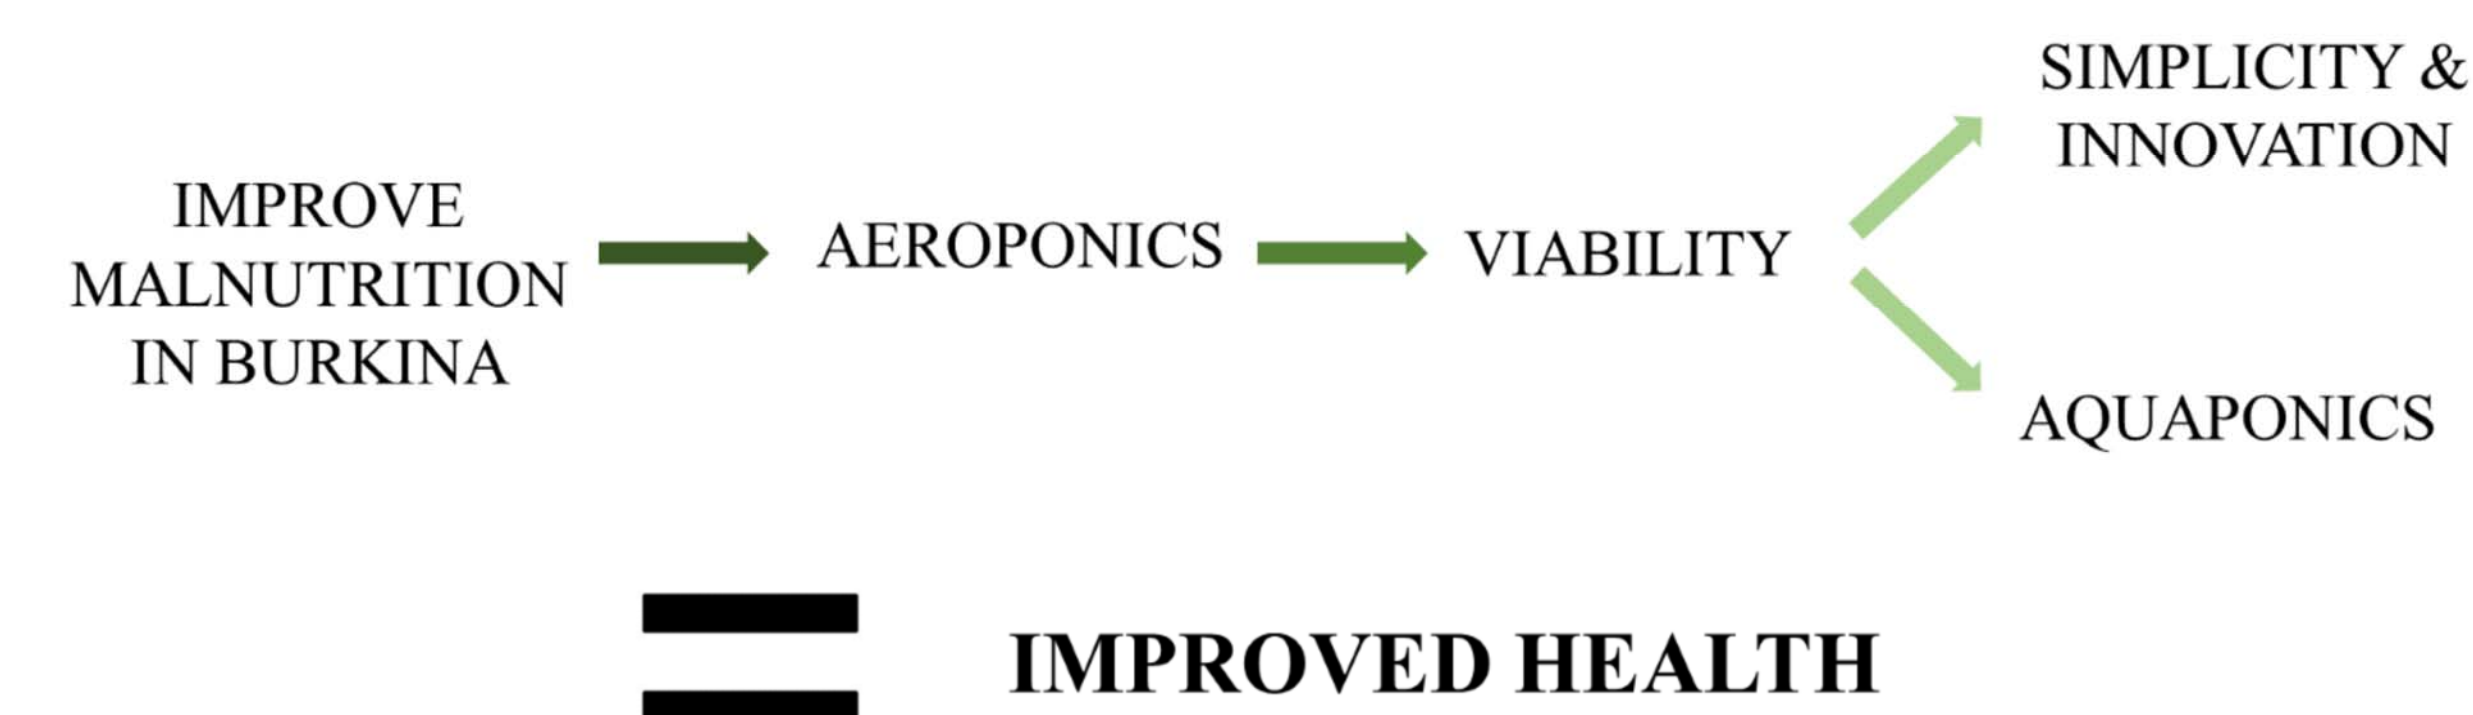 IMPROVE
MALNUTRITION
IN BURKINA
AEROPONICS
VIABILITY
SIMPLICITY &
INNOVATION
AQUAPONICS
IMPROVED HEALTH